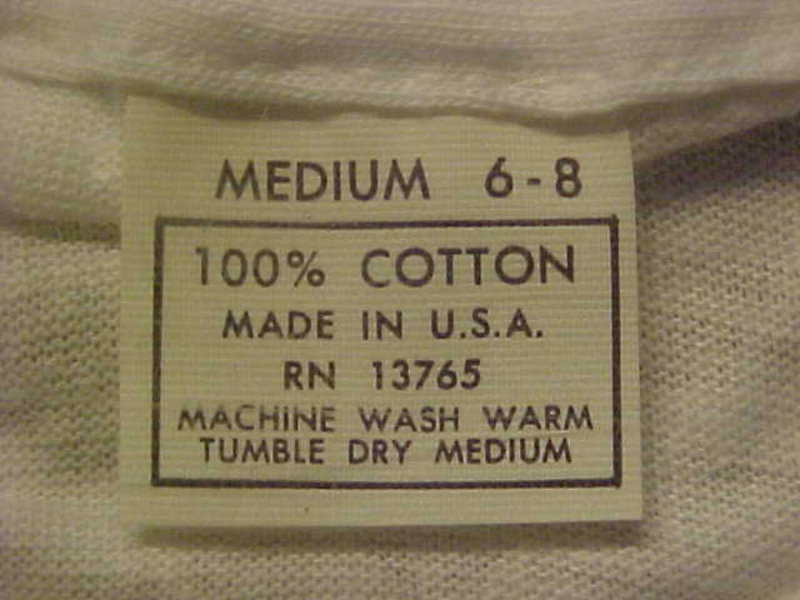 MEDIUM 6-8
100% COTTON
MADE IN U.S.A.
RN 13765
MACHINE WASH WARM
TUMBLE DRY MEDIUM